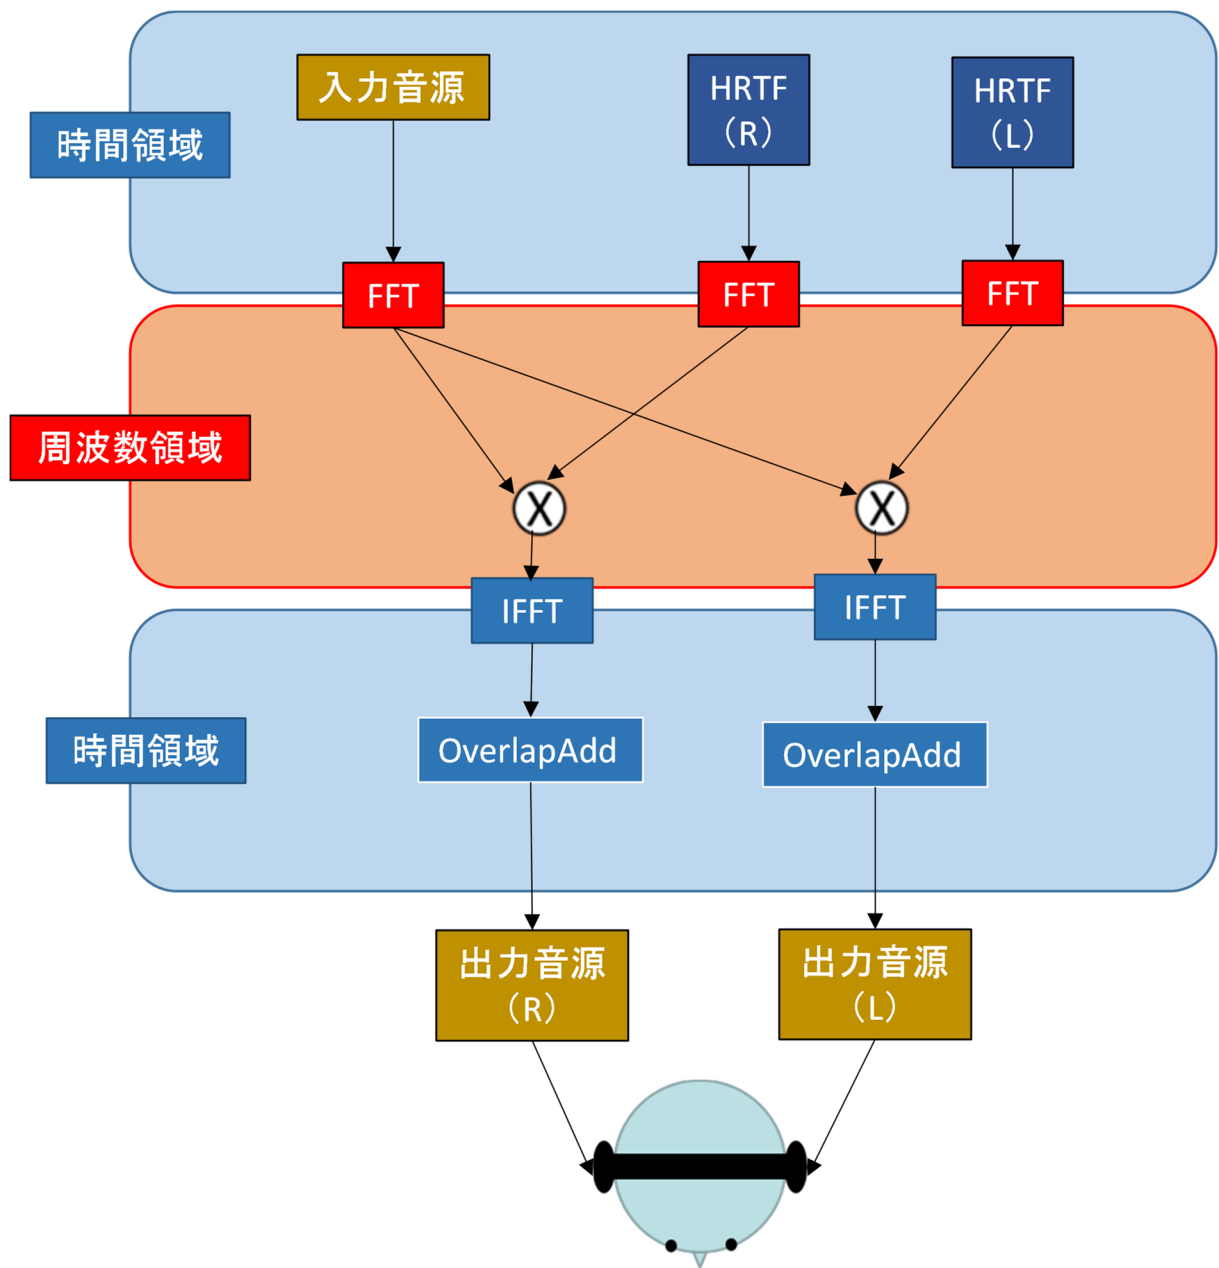 入力音源
HRTF
（R）
HRTF
（L）
時間領域
FFT
FFT
FFT
周波数領域
X
X
IFFT
IFFT
時間領域
OverlapAdd
OverlapAdd
出力音源
（R）
出力音源
（L）